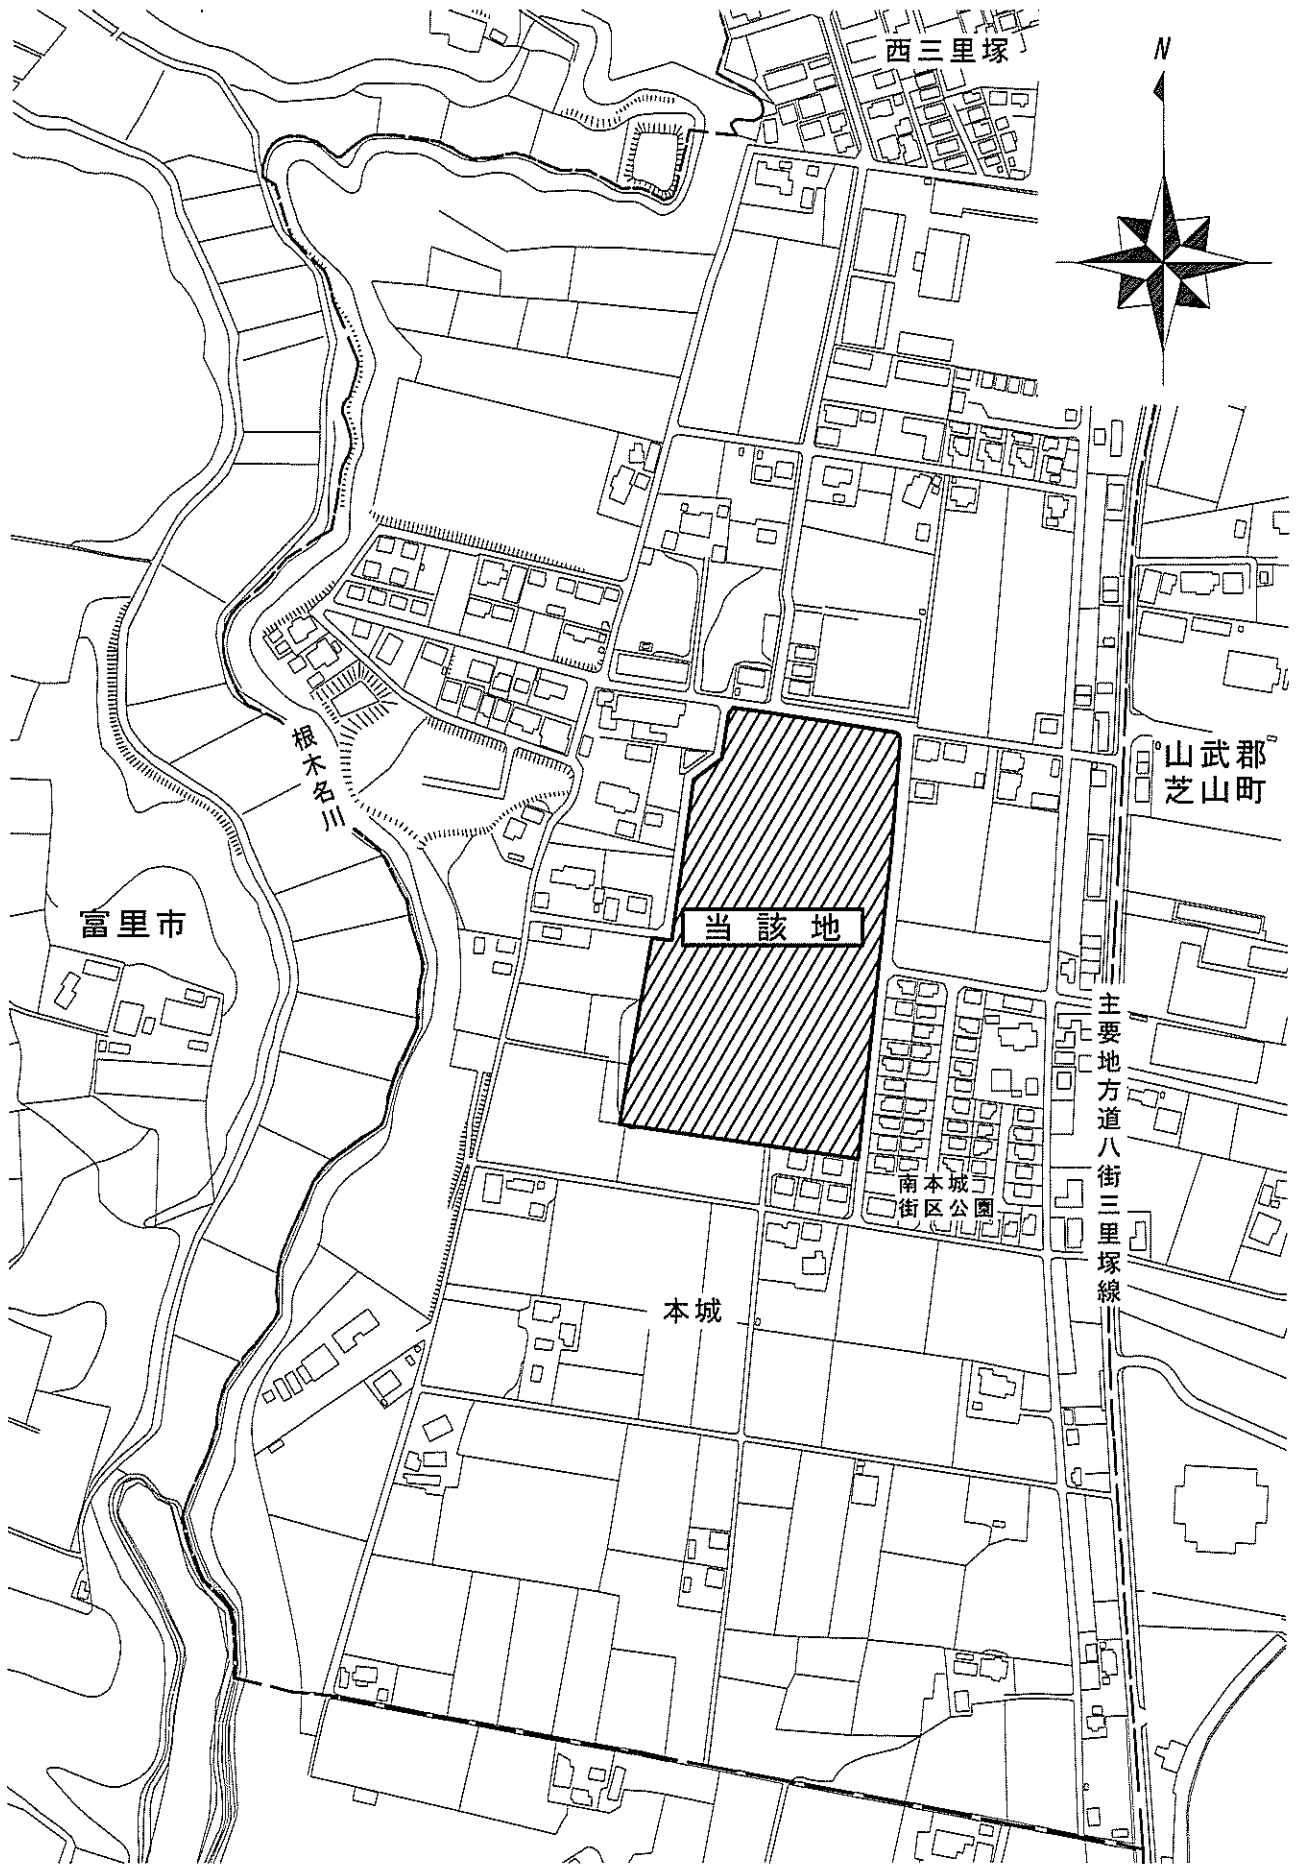 西三里塚
N
根木名川
山武郡
芝山町
富里市
当該地
主要地方道八街三里塚線
南本城
街区公園
本城